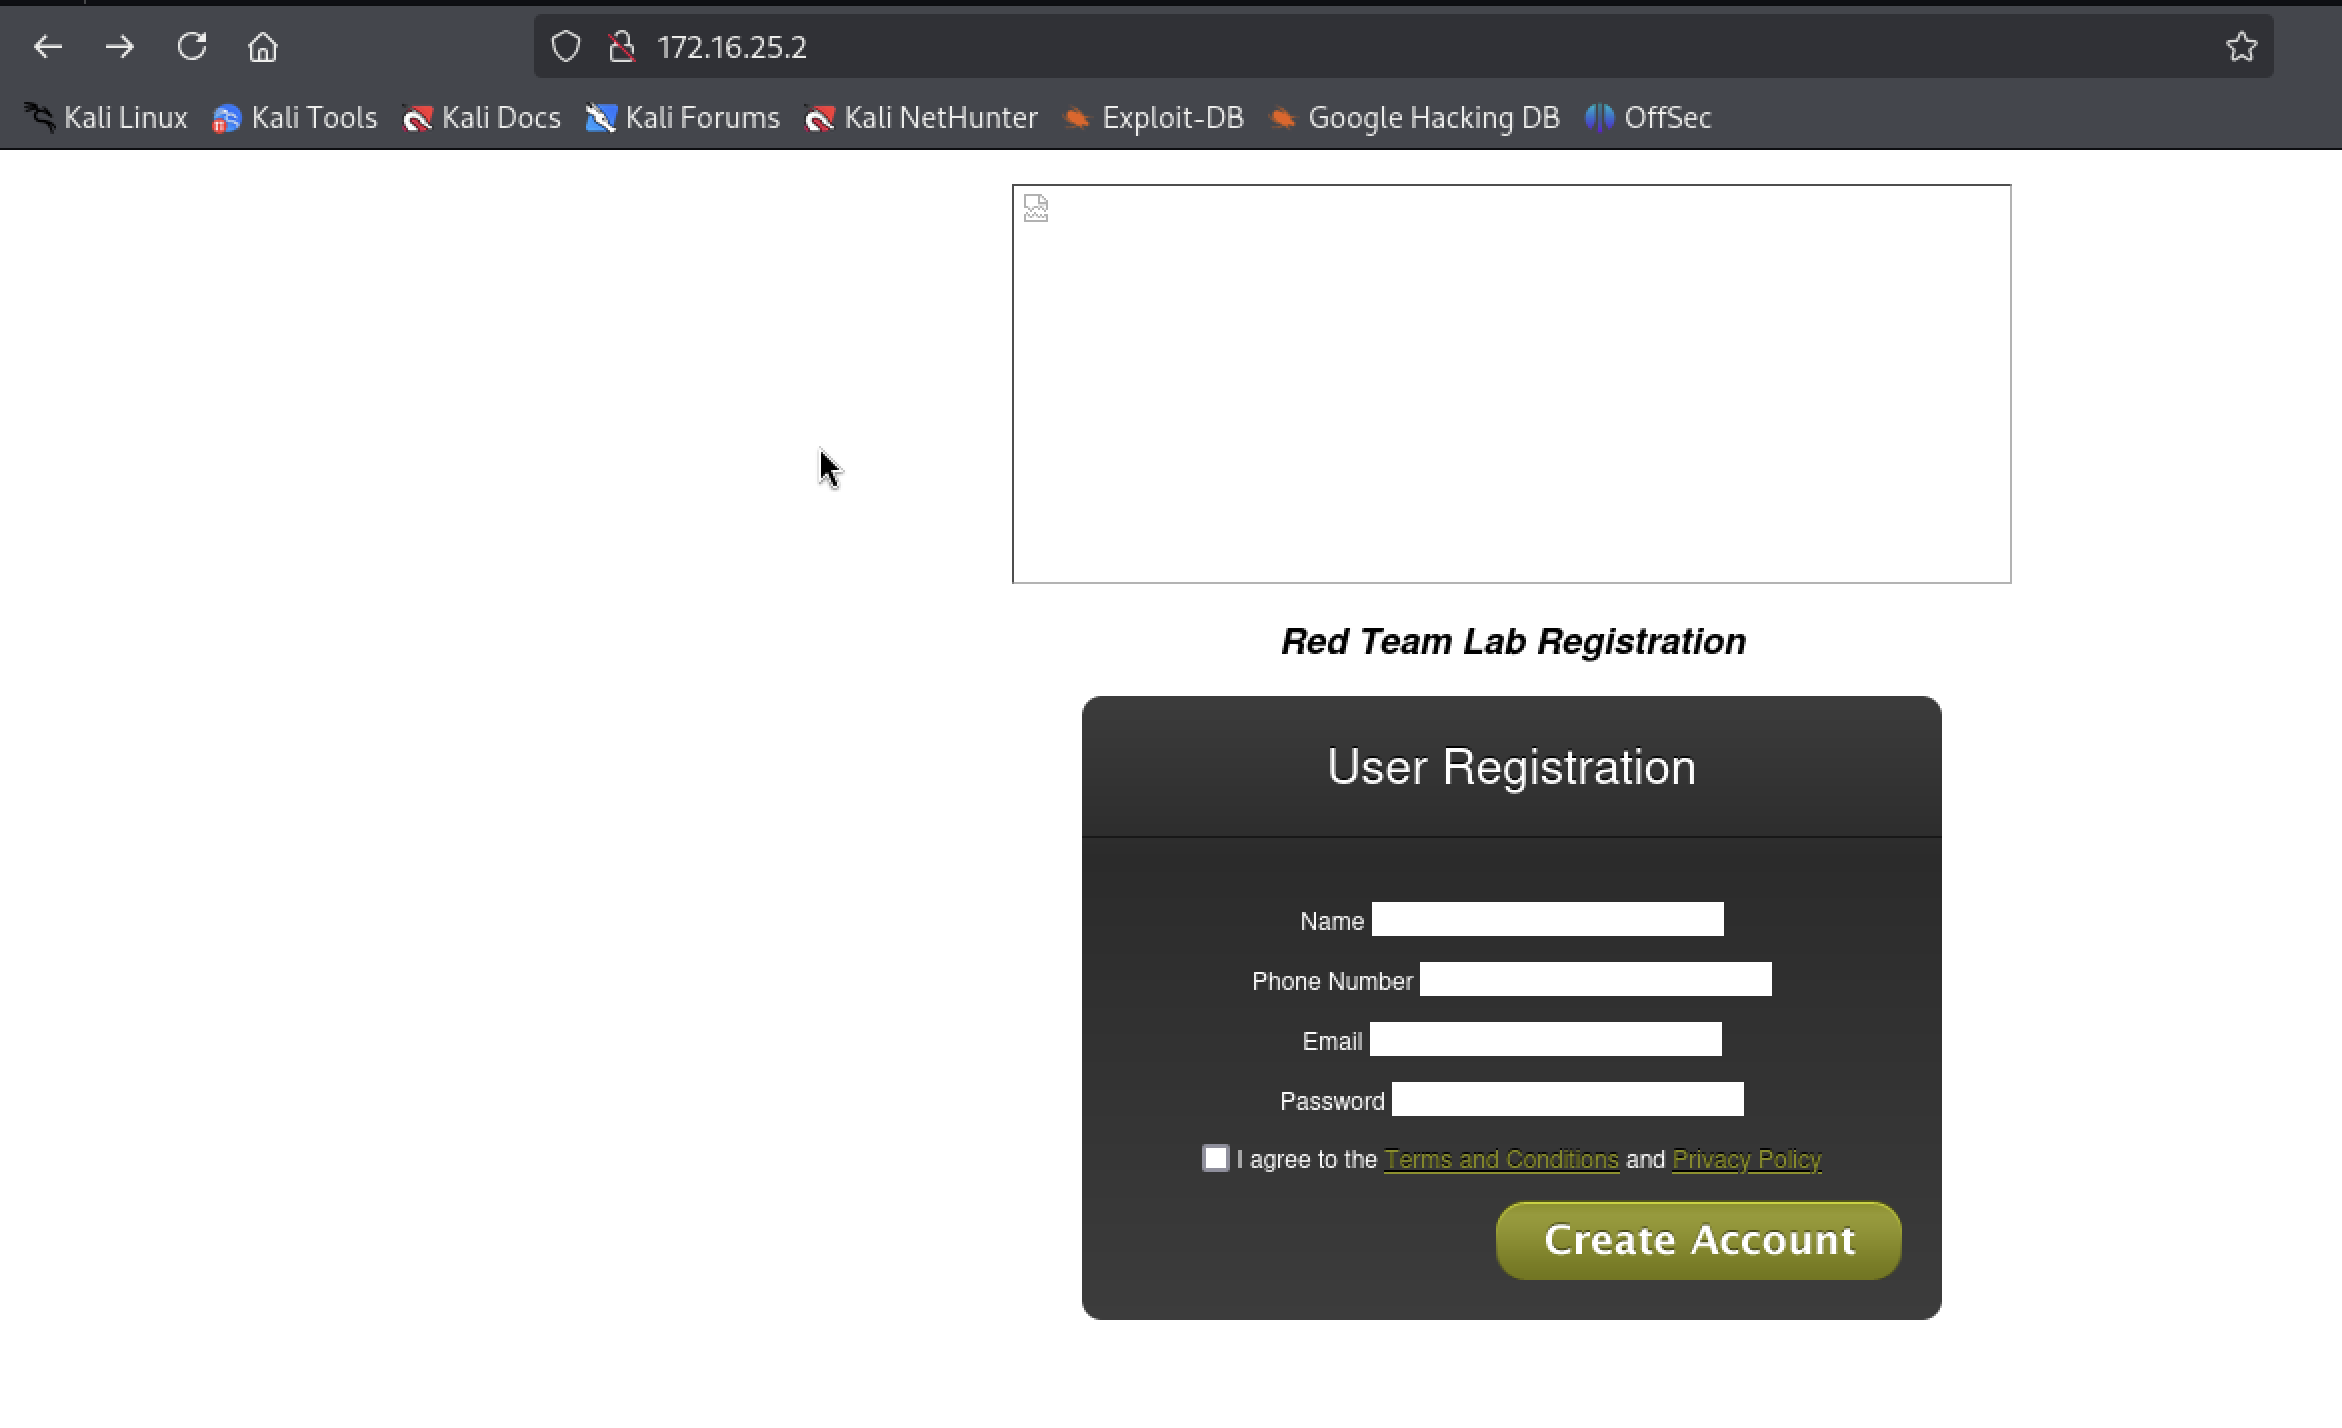 172.16.25.2
Kali Linux Kali Tools Kali Docs Kali Forums Kali NetHunter Exploit-DB Google Hacking DB OffSec
Red Team Lab Registration
User Registration
Name
Phone Number
Email
Password
I agree to the Terms and Conditions and Privacy Policy
Create Account